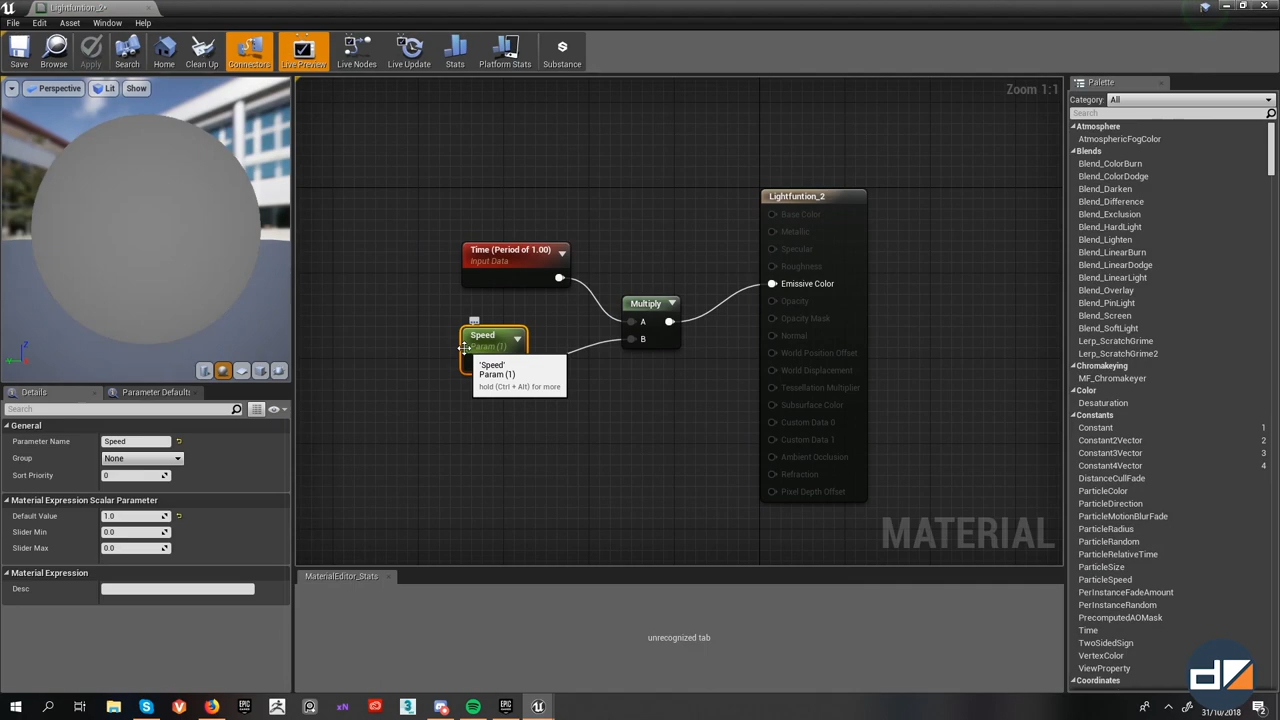 Lightfuntion_2*
File Edit Asset Window Help
Save Browse Apply Search Home Clean Up Connectors Live Preview Live Nodes Live Update Stats Platform Stats Substance
Perspective Lit Show
Zoom 1:1
Palette
Category: All
Search
Atmosphere
AtmosphericFogColor
Blends
Blend_ColorBurn
Blend_ColorDodge
Blend_Darken
Blend_Difference
Blend_Exclusion
Blend_HardLight
Blend_Lighten
Blend_LinearBurn
Blend_LinearDodge
Blend_LinearLight
Blend_Overlay
Blend_PinLight
Blend_Screen
Blend_SoftLight
Lerp_ScratchGrime
Lerp_ScratchGrime2
Chromakeying
MF_Chromakeyer
Color
Desaturation
Constants
Constant 1
Constant2Vector 2
Constant3Vector 3
Constant4Vector 4
DistanceCullFade
ParticleColor
ParticleDirection
ParticleMotionBlurFade
ParticleRadius
ParticleRandom
ParticleRelativeTime
ParticleSize
ParticleSpeed
PerInstanceFadeAmount
PerInstanceRandom
PrecomputedAOMask
Time
TwoSidedSign
VertexColor
ViewProperty
Coordinates
Time (Period of 1.00)
Input Data
Speed
Param (1)
'Speed'
Param (1)
hold (Ctrl + Alt) for more
Multiply
A
B
Lightfuntion_2
Base Color
Metallic
Specular
Roughness
Emissive Color
Opacity
Opacity Mask
Normal
World Position Offset
World Displacement
Tessellation Multiplier
Subsurface Color
Custom Data 0
Custom Data 1
Ambient Occlusion
Refraction
Pixel Depth Offset
MATERIAL
Details Parameter Defaults
Search
General
Parameter Name Speed
Group None
Sort Priority 0
Material Expression Scalar Parameter
Default Value 1.0
Slider Min 0.0
Slider Max 0.0
Material Expression
Desc
MaterialEditor_Stats
unrecognized tab
31/10/2018